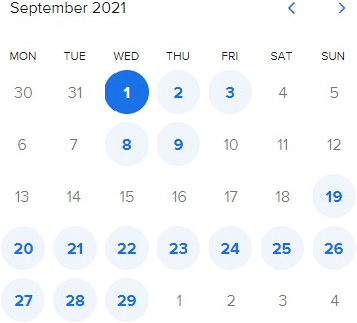 September 2021
MON TUE WED THU FRI SAT SUN
30 31 1 2 3 4 5
6 7 8 9 10 11 12
13 14 15 16 17 18 19
20 21 22 23 24 25 26
27 28 29 1 2 3 4